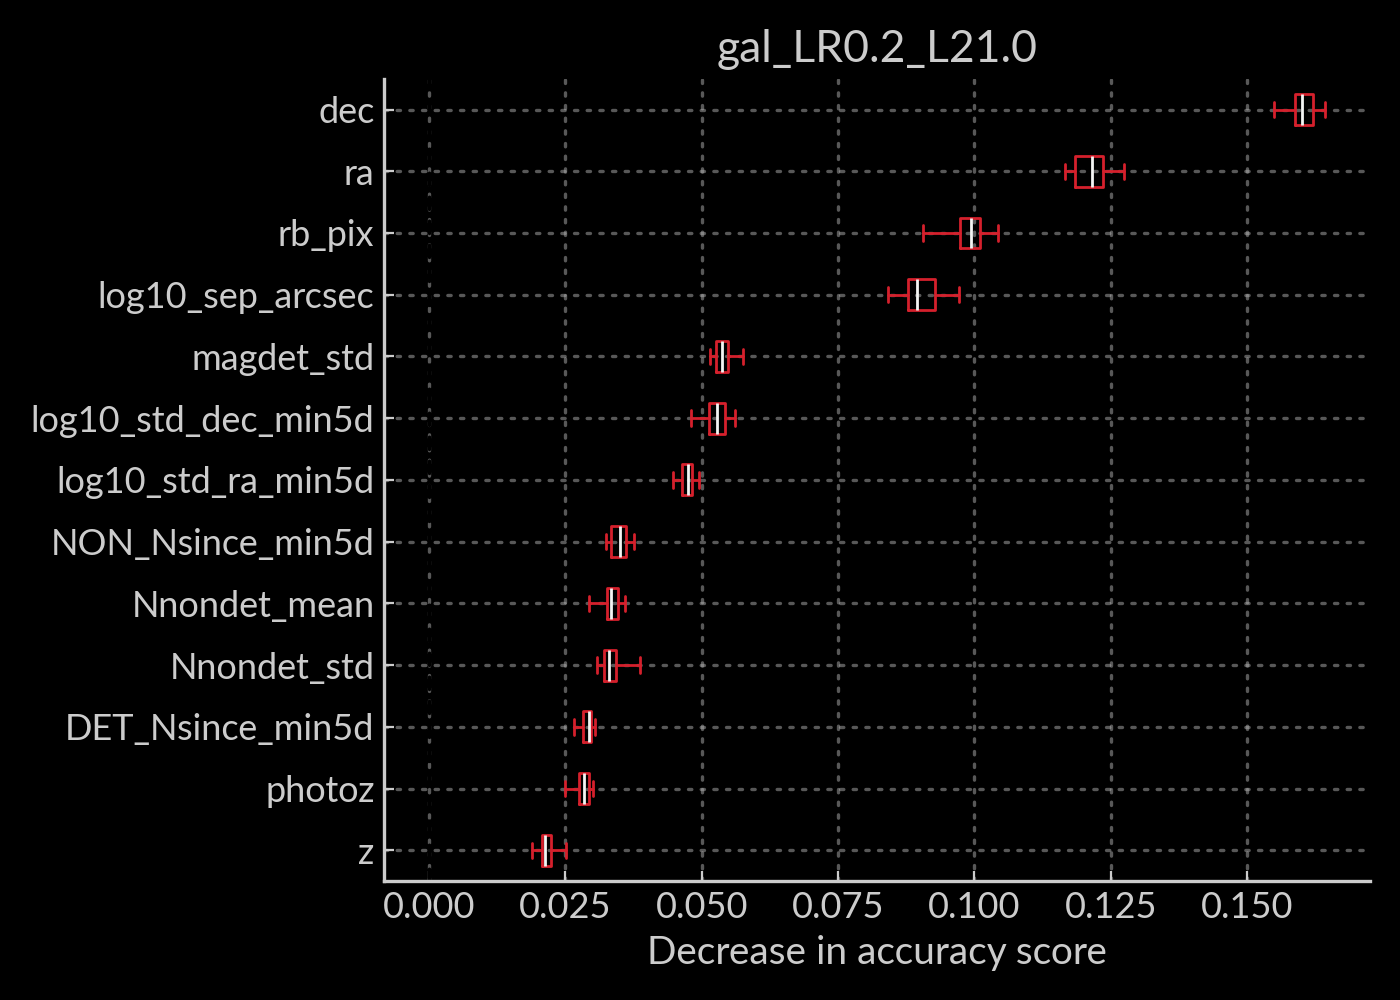 gal_LR0.2_L21.0
dec
ra
rb_pix
log10_sep_arcsec
magdet_std
log10_std_dec_min5d
log10_std_ra_min5d
NON_Nsince_min5d
Nnondet_mean
Nnondet_std
DET_Nsince_min5d
photoz
z
0.000 0.025 0.050 0.075 0.100 0.125 0.150
Decrease in accuracy score